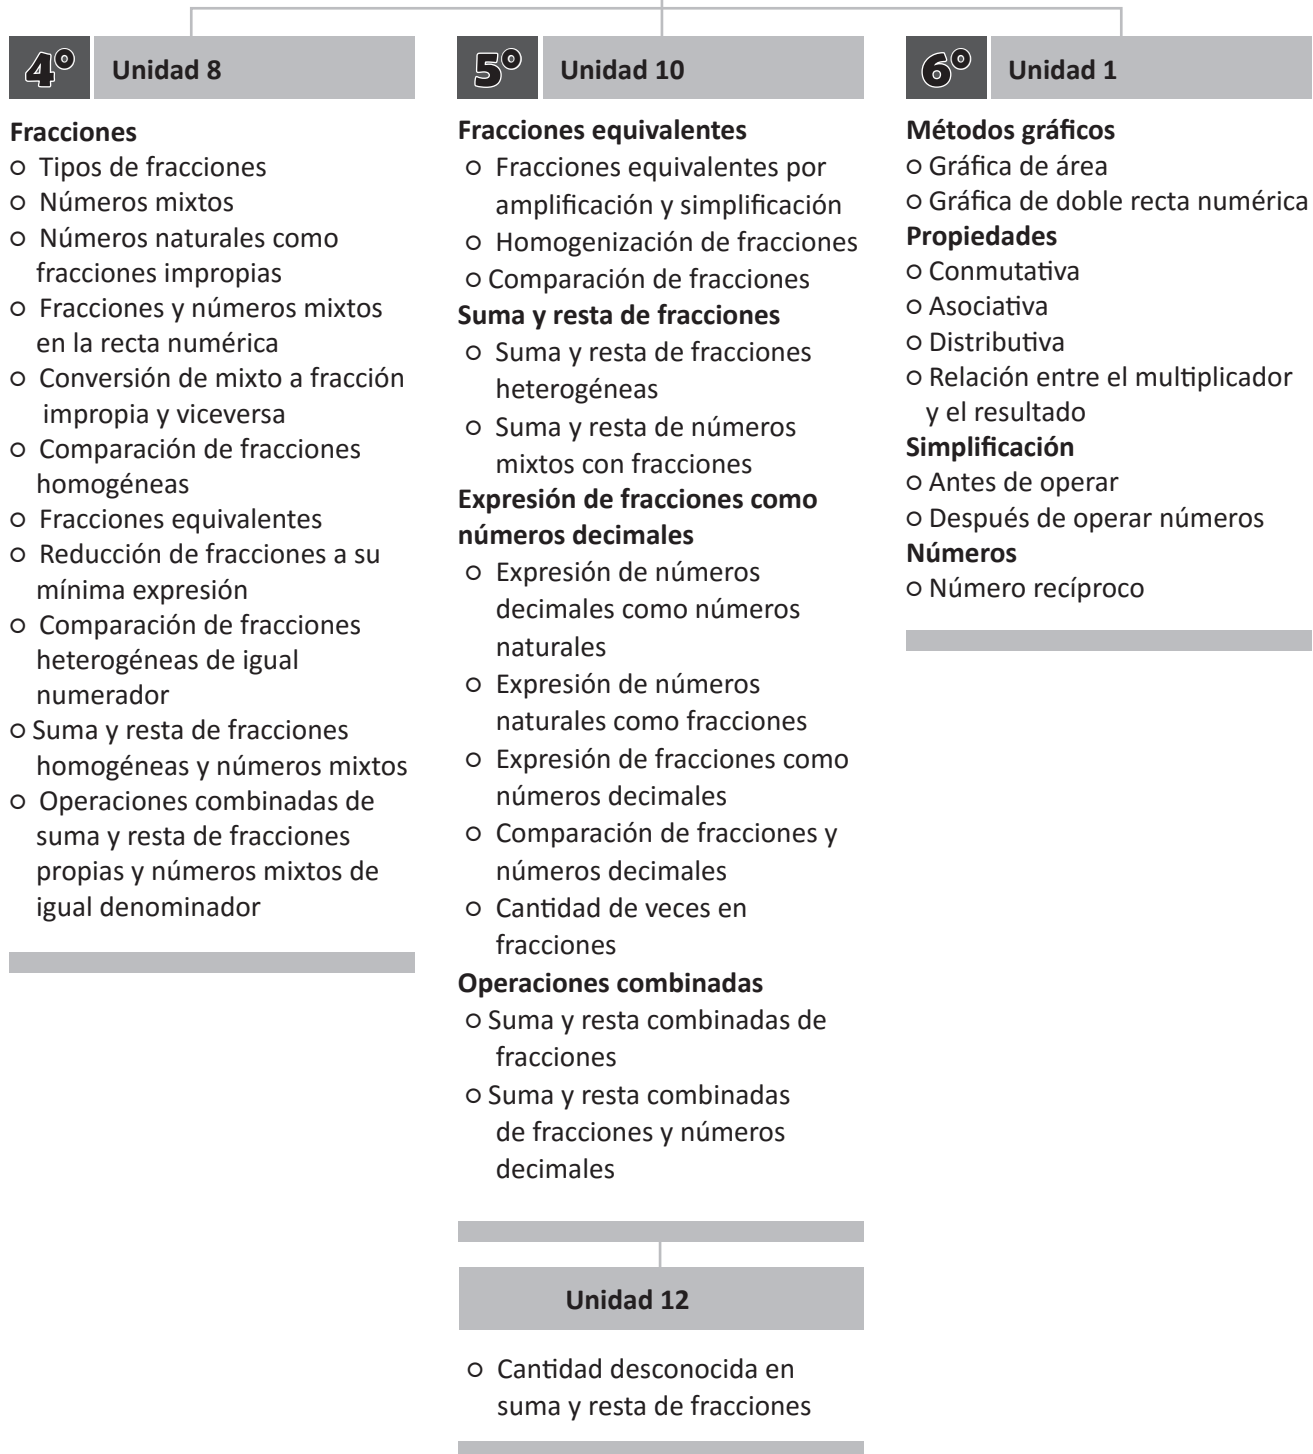 4º Unidad 8
Fracciones
○ Tipos de fracciones
○ Números mixtos
○ Números naturales como
fracciones impropias
○ Fracciones y números mixtos
en la recta numérica
○ Conversión de mixto a fracción
impropia y viceversa
○ Comparación de fracciones
homogéneas
○ Fracciones equivalentes
○ Reducción de fracciones a su
mínima expresión
○ Comparación de fracciones
heterogéneas de igual
numerador
○ Suma y resta de fracciones
homogéneas y números mixtos
○ Operaciones combinadas de
suma y resta de fracciones
propias y números mixtos de
igual denominador
5º Unidad 10
Fracciones equivalentes
○ Fracciones equivalentes por
amplificación y simplificación
○ Homogenización de fracciones
○ Comparación de fracciones
Suma y resta de fracciones
○ Suma y resta de fracciones
heterogéneas
○ Suma y resta de números
mixtos con fracciones
Expresión de fracciones como
números decimales
○ Expresión de números
decimales como números
naturales
○ Expresión de números
naturales como fracciones
○ Expresión de fracciones como
números decimales
○ Comparación de fracciones y
números decimales
○ Cantidad de veces en
fracciones
Operaciones combinadas
○ Suma y resta combinadas de
fracciones
○ Suma y resta combinadas
de fracciones y números
decimales
Unidad 12
○ Cantidad desconocida en
suma y resta de fracciones
6º Unidad 1
Métodos gráficos
○ Gráfica de área
○ Gráfica de doble recta numérica
Propiedades
○ Conmutativa
○ Asociativa
○ Distributiva
○ Relación entre el multiplicador
y el resultado
Simplificación
○ Antes de operar
○ Después de operar números
Números
○ Número recíproco